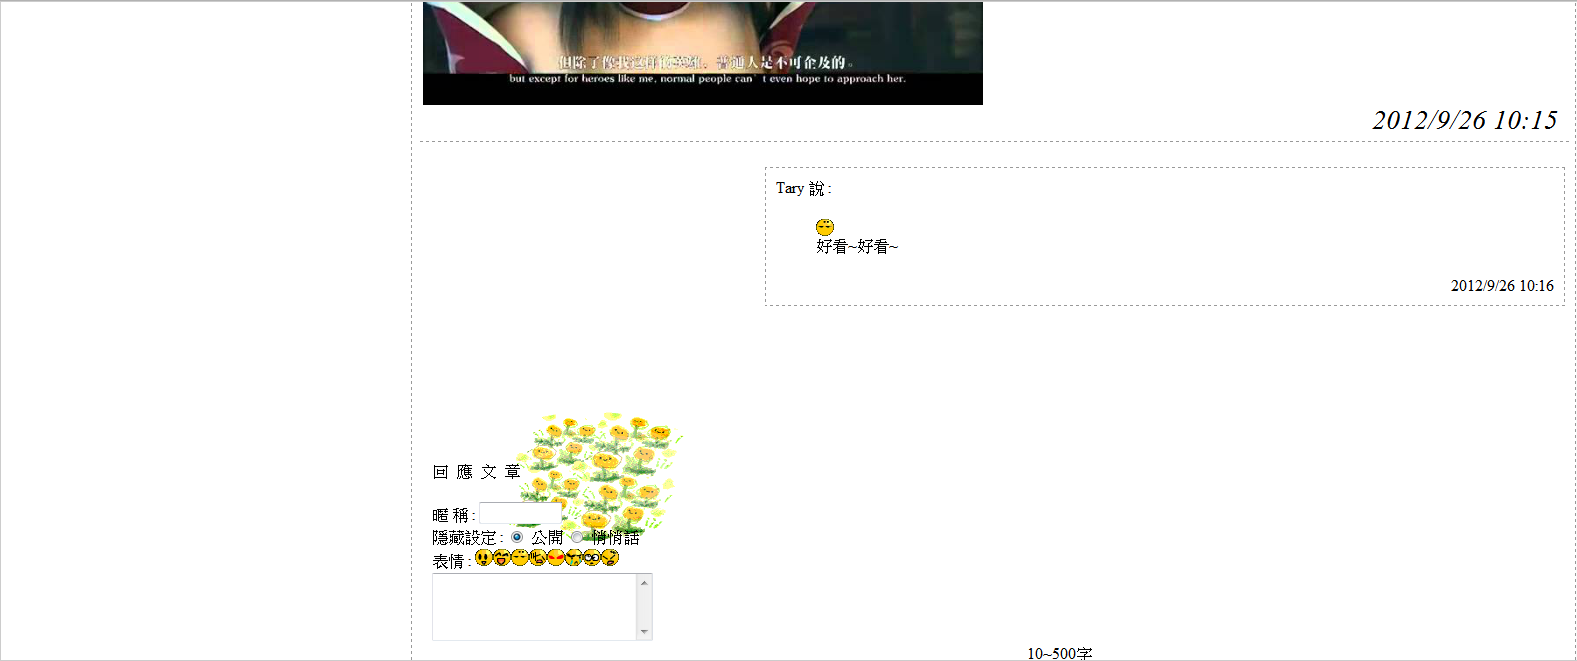 但除了像我这样的英雄，普通人是不可企及的。
but except for heroes like me, normal people can't even hope to approach her.
2012/9/26 10:15
Tary 說 :
好看~好看~
2012/9/26 10:16
回 應 文 章
暱 稱 :
隱藏設定 : 公開 悄悄話
表情 :
10~500字